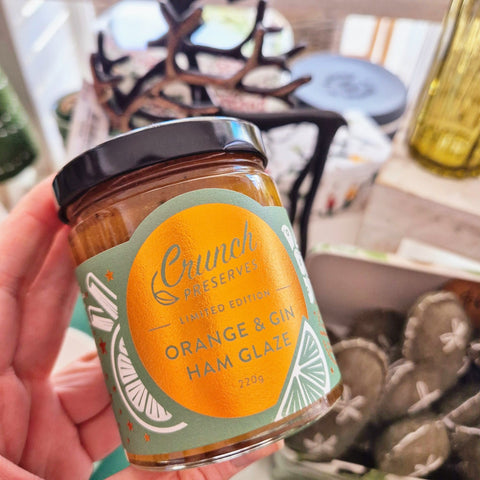 Crunch
PRESERVES
LIMITED EDITION
ORANGE & GIN
HAM GLAZE
220g